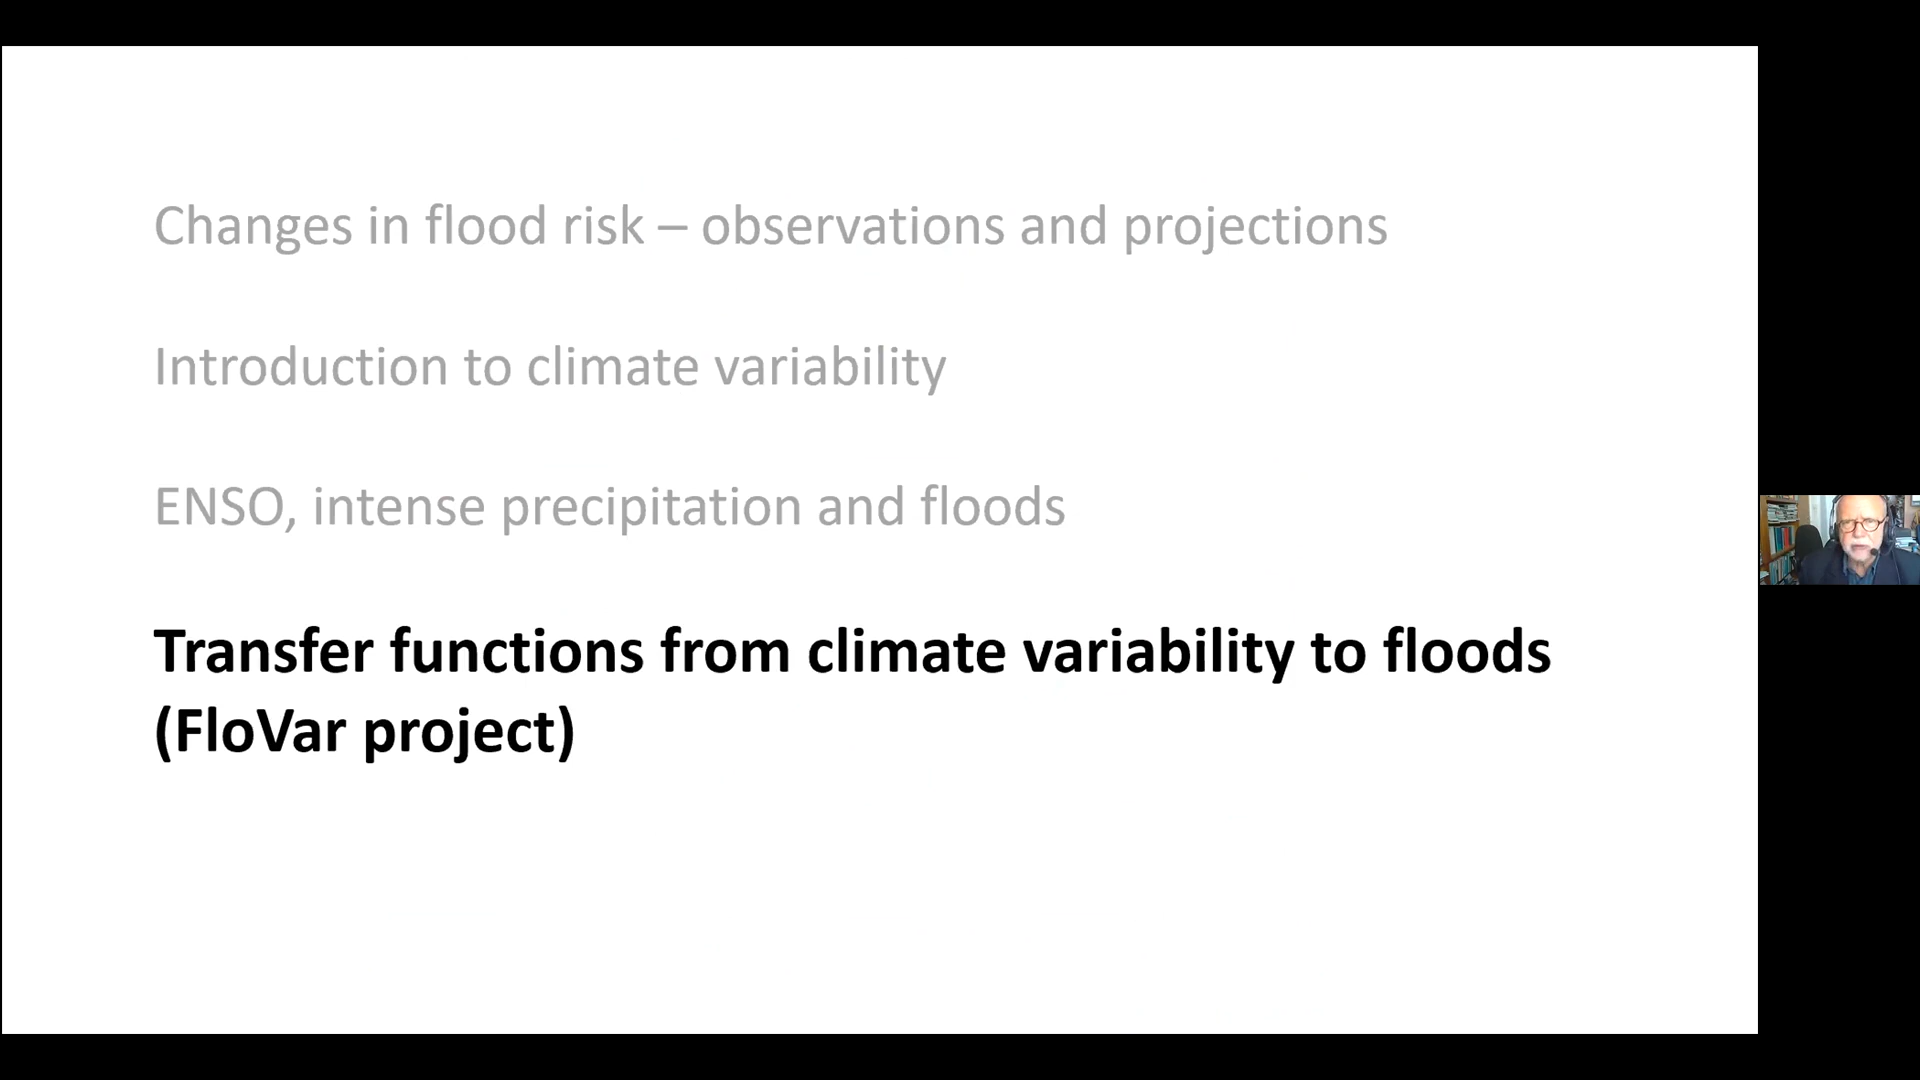 Changes in flood risk – observations and projections
Introduction to climate variability
ENSO, intense precipitation and floods
Transfer functions from climate variability to floods
(FloVar project)